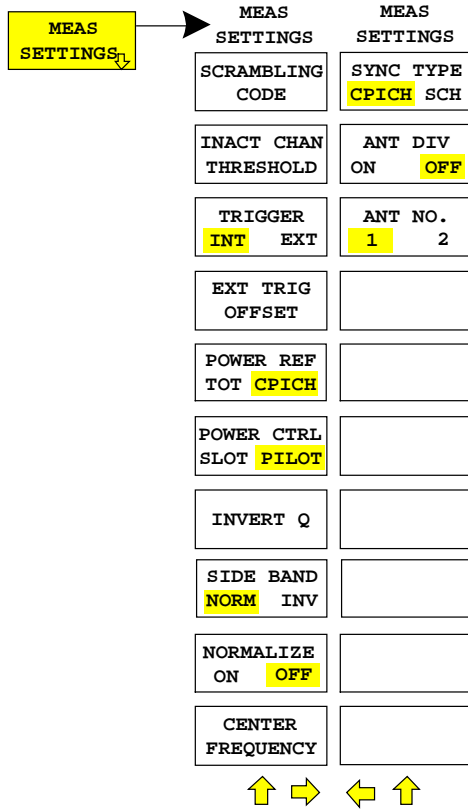 MEAS
SETTINGS
MEAS
SETTINGS
SCRAMBLING
CODE
INACT CHAN
THRESHOLD
TRIGGER
INT EXT
EXT TRIG
OFFSET
POWER REF
TOT CPICH
POWER CTRL
SLOT PILOT
INVERT Q
SIDE BAND
NORM INV
NORMALIZE
ON OFF
CENTER
FREQUENCY
MEAS
SETTINGS
SYNC TYPE
CPICH SCH
ANT DIV
ON OFF
ANT NO.
1 2